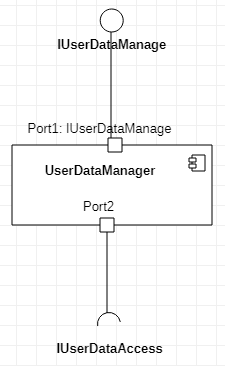 IUserDataManage
Port1: IUserDataManage
UserDataManager
Port2
IUserDataAccess